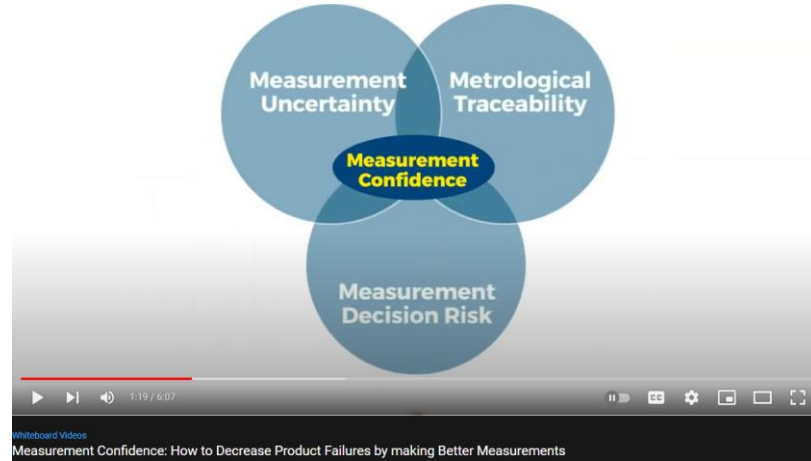 Measurement
Uncertainty
Metrological
Traceability
Measurement
Confidence
Measurement
Decision Risk
1:19 / 6:07
CC
Whiteboard Videos
Measurement Confidence: How to Decrease Product Failures by making Better Measurements